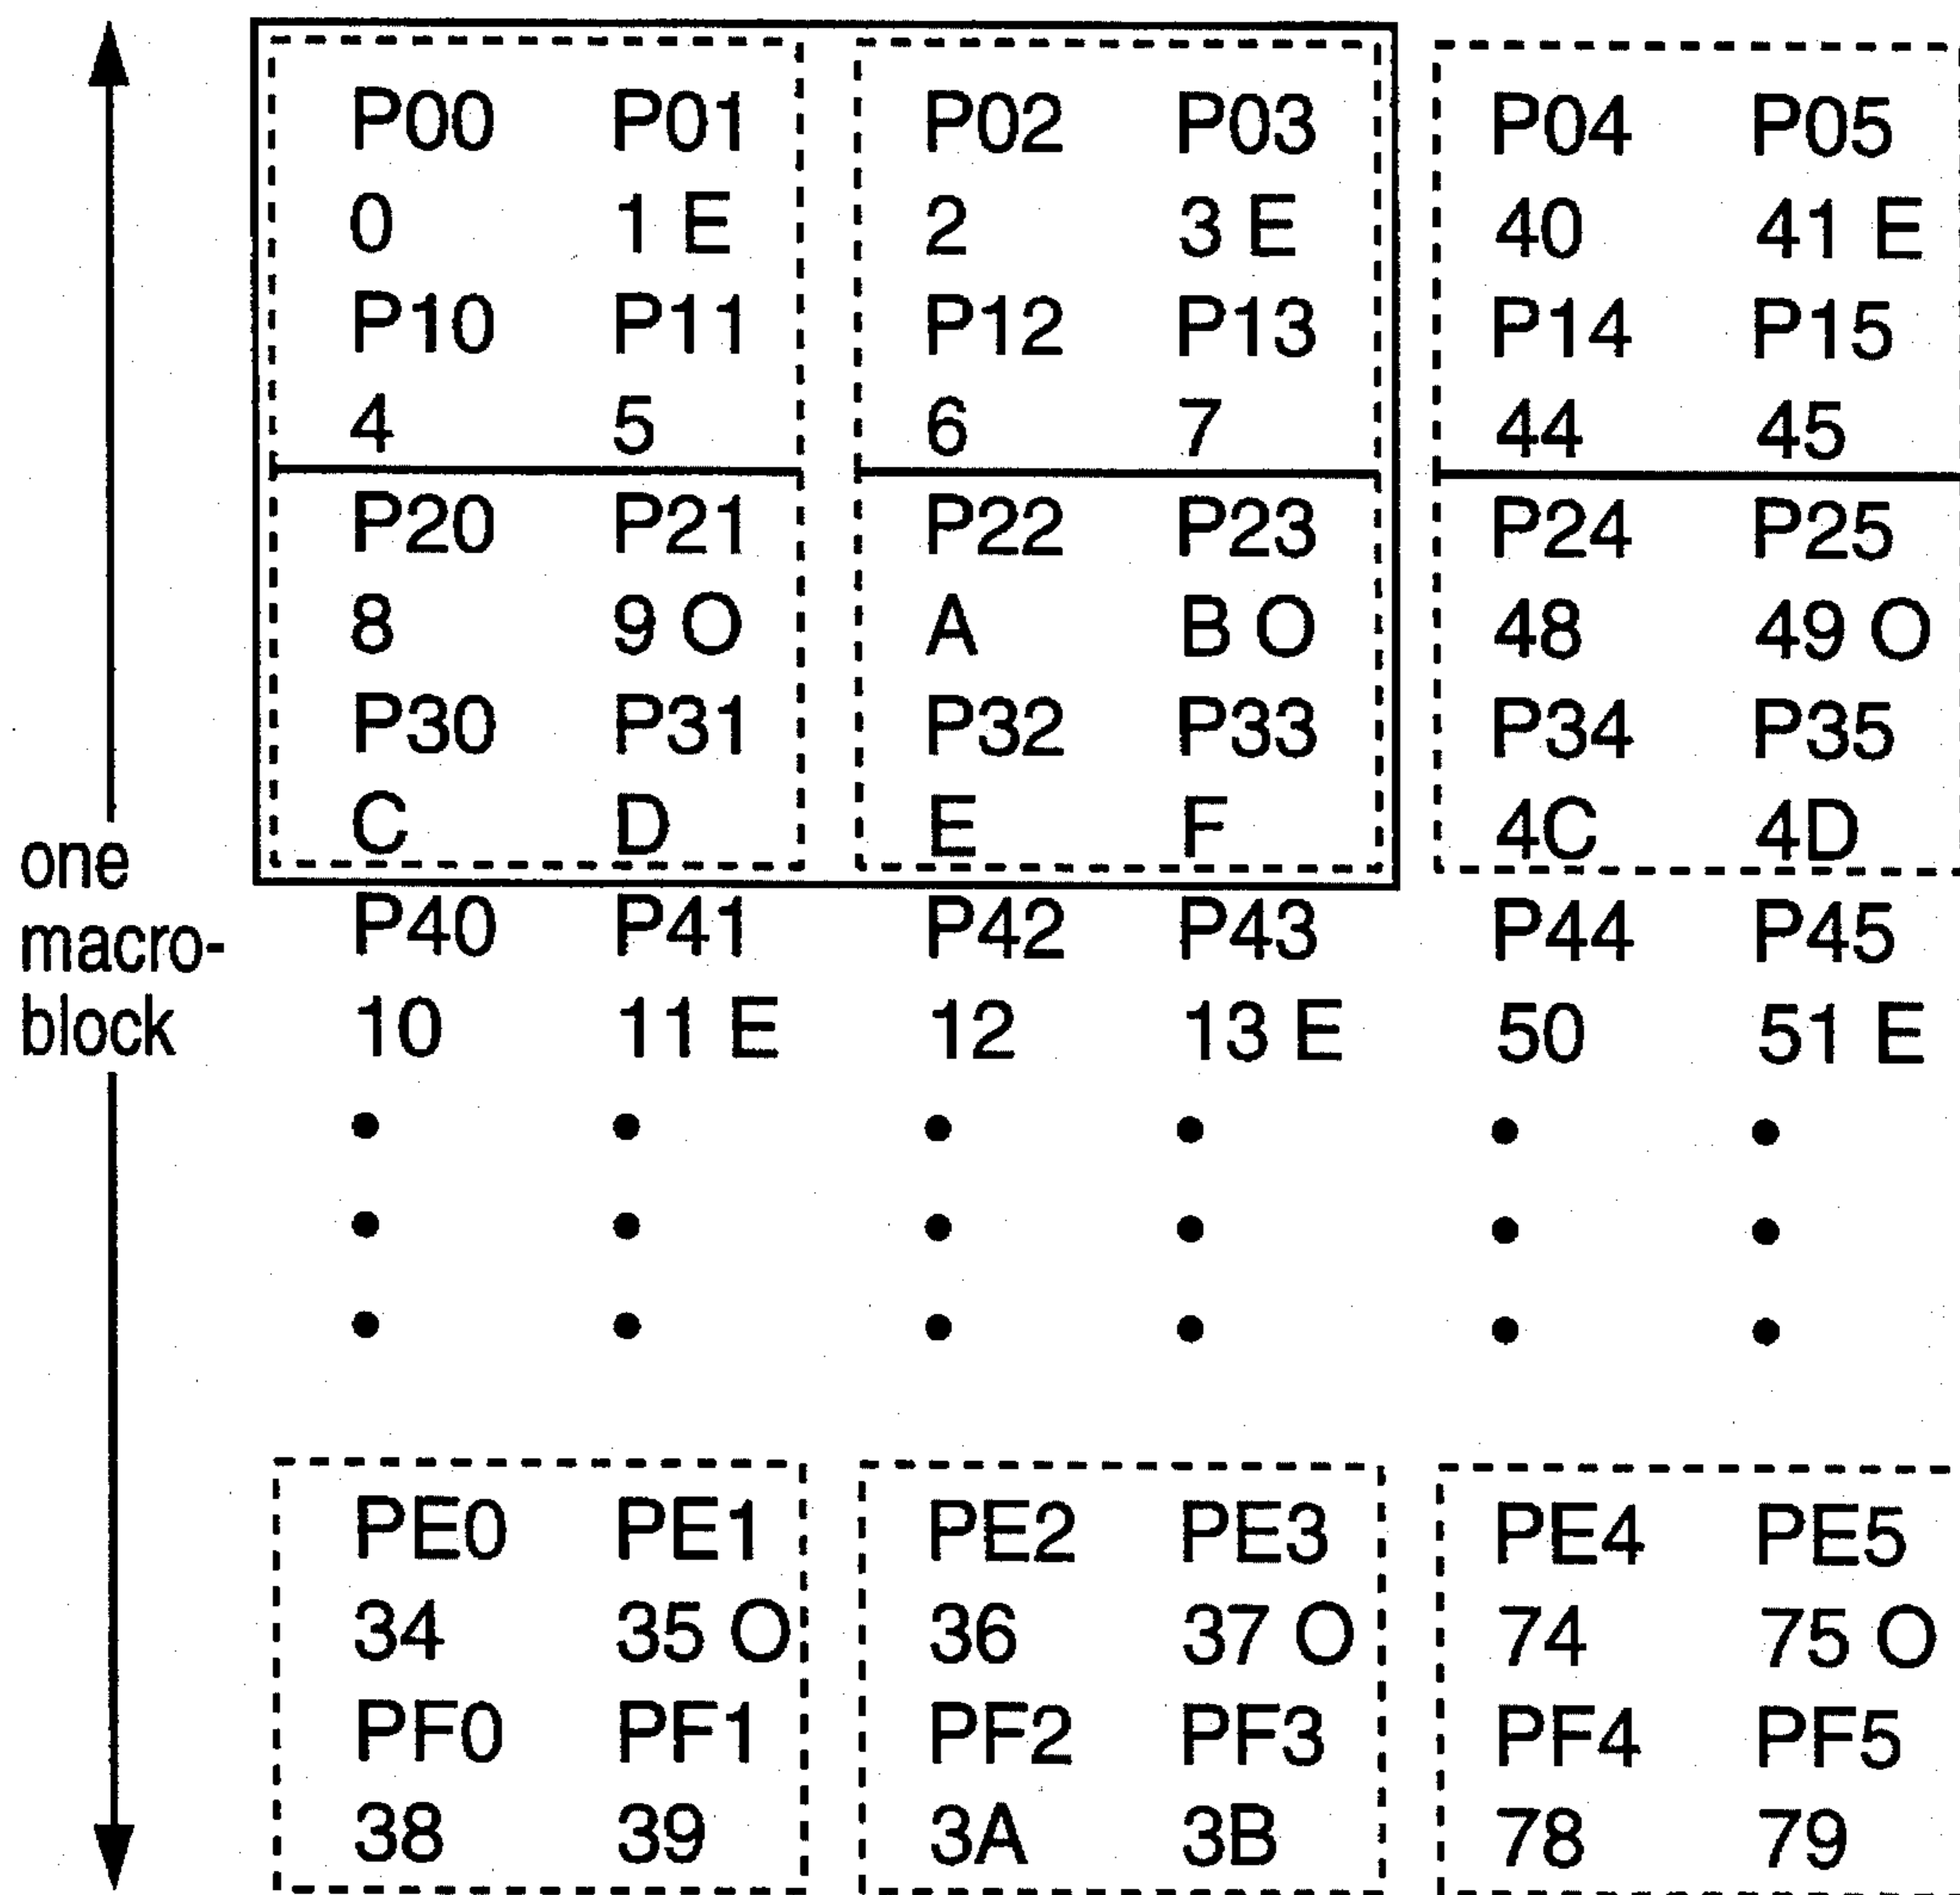 P00 P01 P02 P03 P04 P05
0 1 E 2 3 E 40 41 E
P10 P11 P12 P13 P14 P15
4 5 6 7 44 45
P20 P21 P22 P23 P24 P25
8 9 O A B O 48 49 O
P30 P31 P32 P33 P34 P35
C D E F 4C 4D
one
macro-
block
P40 P41 P42 P43 P44 P45
10 11 E 12 13 E 50 51 E
PE0 PE1 PE2 PE3 PE4 PE5
34 35 O 36 37 O 74 75 O
PF0 PF1 PF2 PF3 PF4 PF5
38 39 3A 3B 78 79